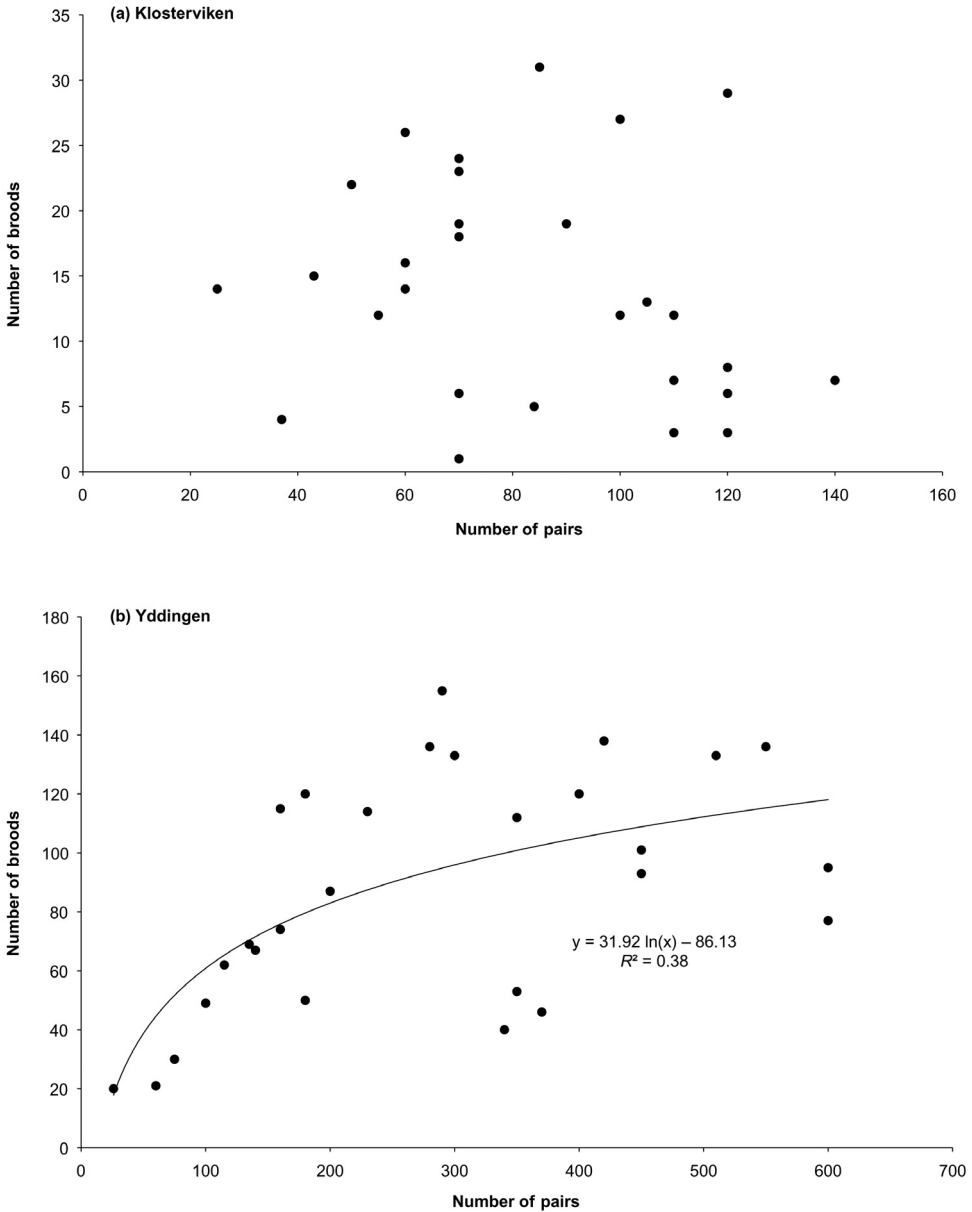 (a) Klosterviken
35
30
25
20
15
10
5
0
Number of broods
0 20 40 60 80 100 120 140 160
Number of pairs
(b) Yddingen
180
160
140
120
100
80
60
40
20
0
Number of broods
y = 31.92 ln(x) – 86.13
R² = 0.38
0 100 200 300 400 500 600 700
Number of pairs